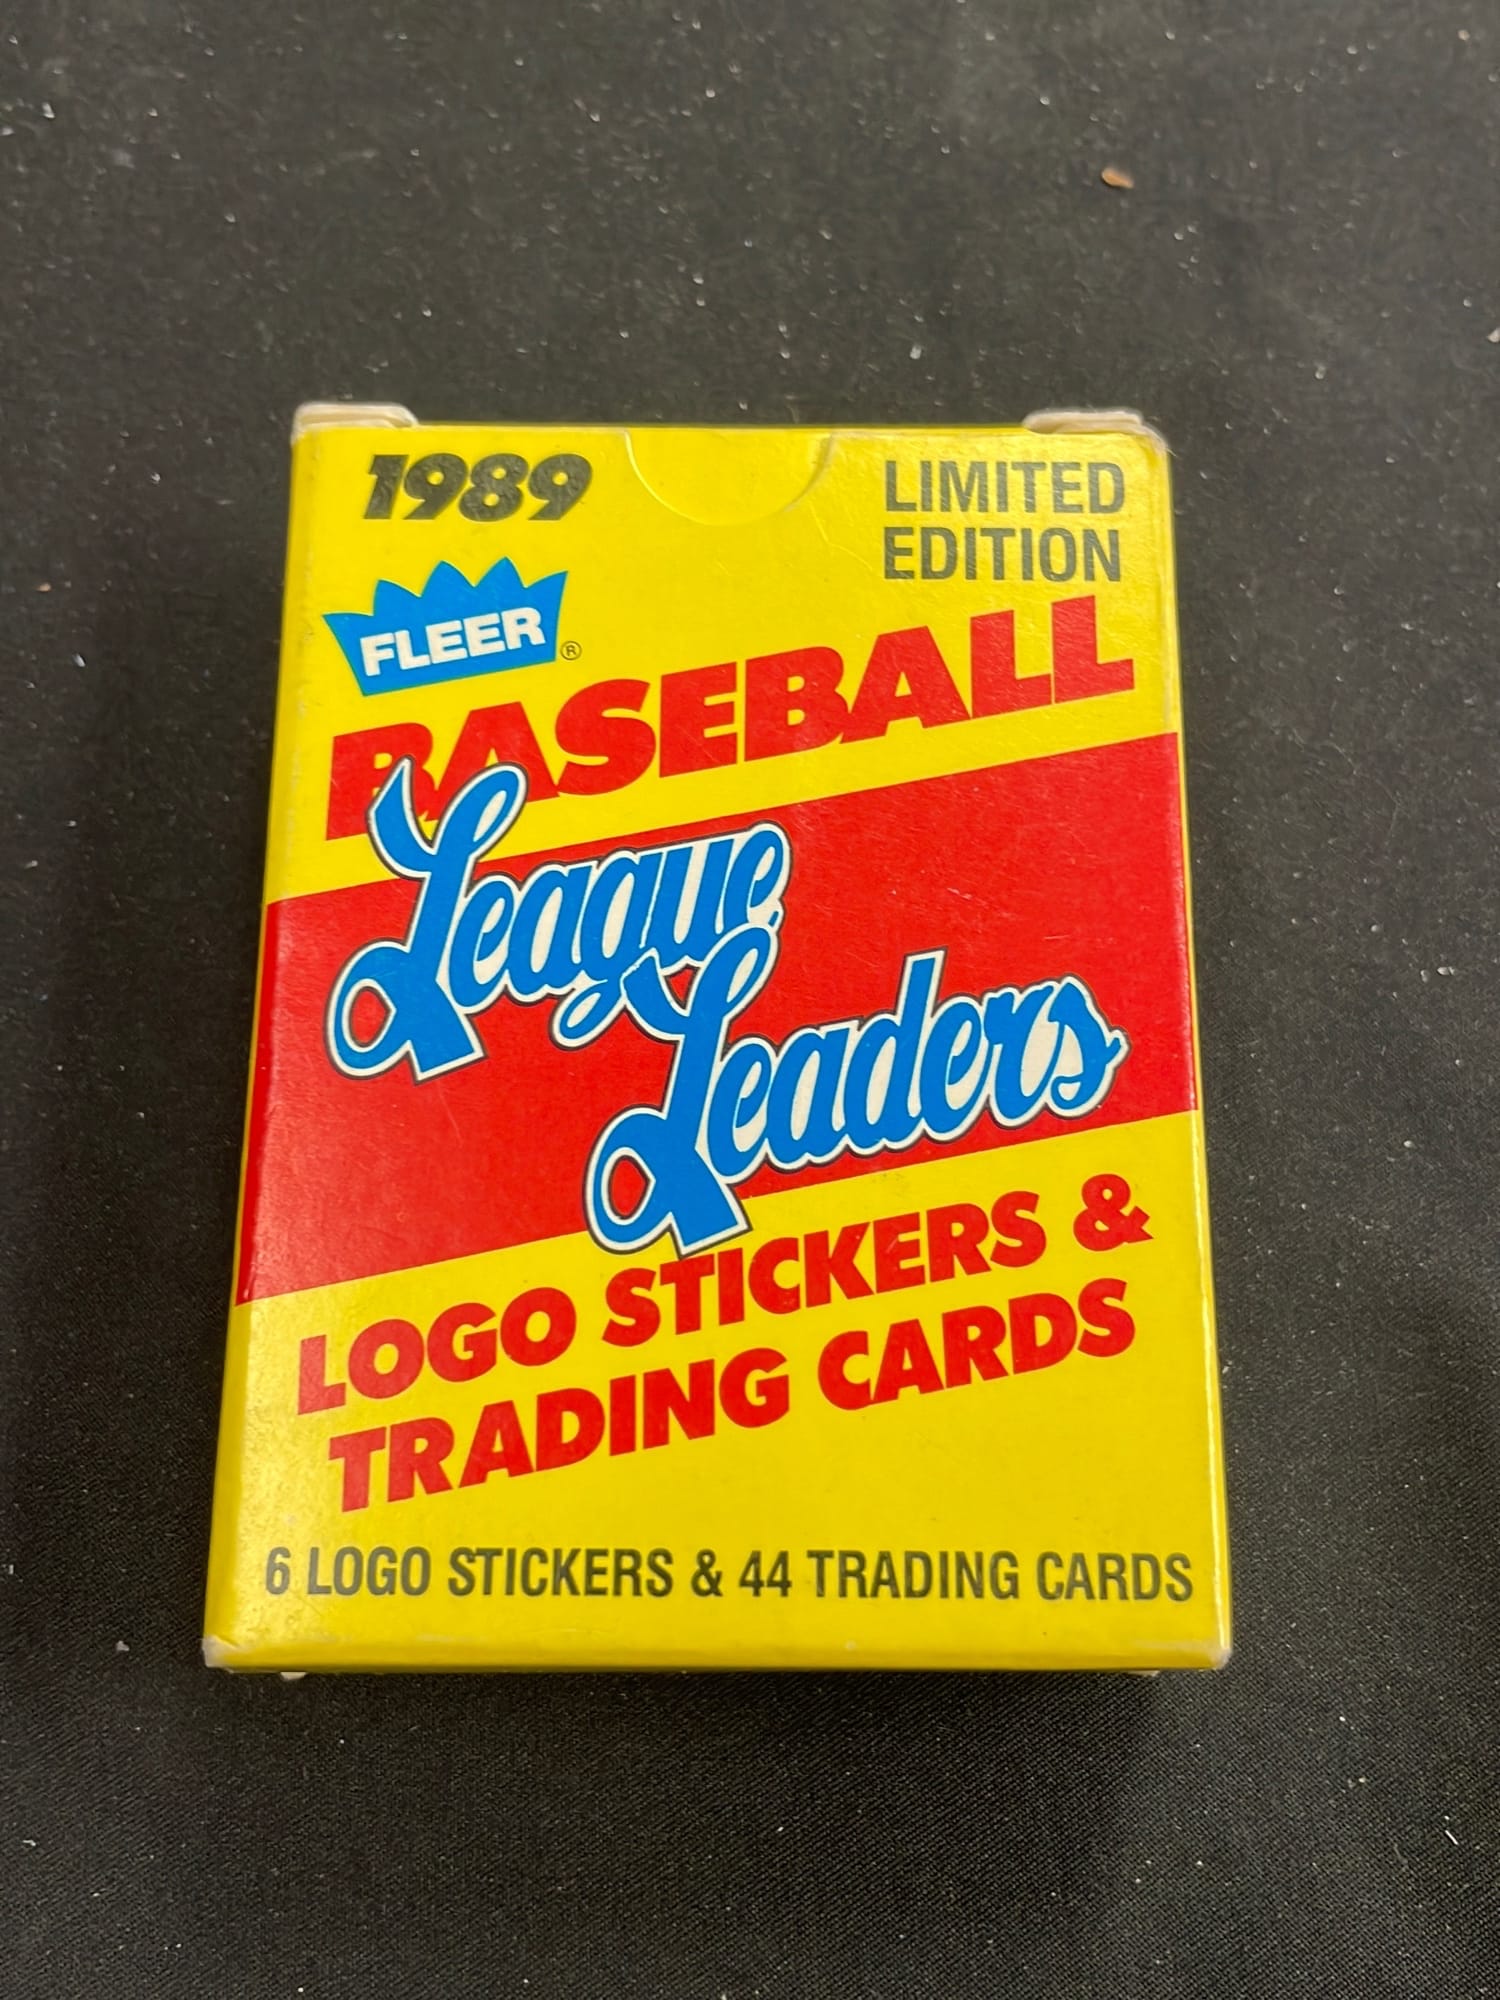 1989
LIMITED
EDITION
FLEER®
BASEBALL
League
Leaders
LOGO STICKERS &
TRADING CARDS
6 LOGO STICKERS & 44 TRADING CARDS